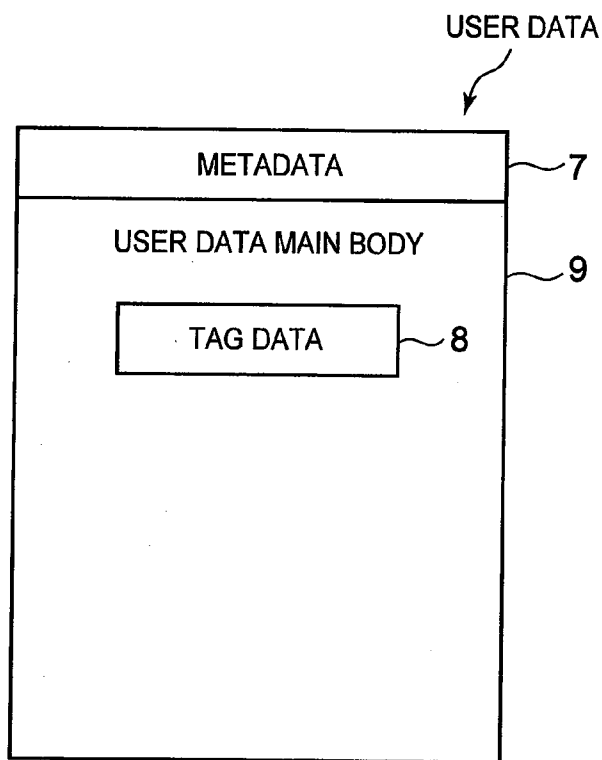 USER DATA
METADATA 7
USER DATA MAIN BODY
9
TAG DATA 8